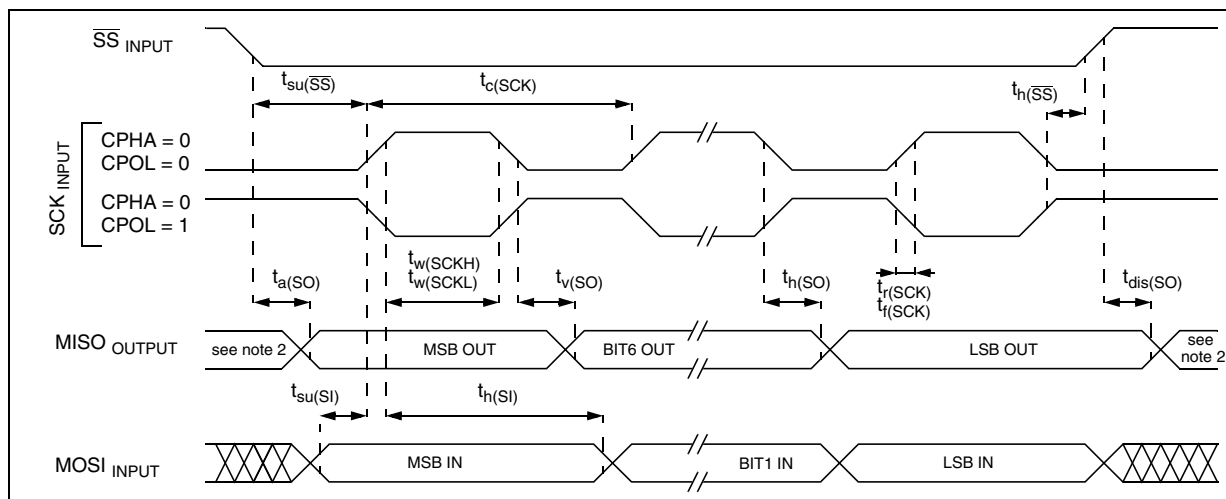 SS INPUT
tsu(SS)
tc(SCK)
th(SS)
SCK INPUT
CPHA = 0
CPOL = 0
CPHA = 0
CPOL = 1
ta(SO)
tw(SCKH)
tw(SCKL)
tv(SO)
th(SO)
tr(SCK)
tf(SCK)
tdis(SO)
MISO OUTPUT
see note 2
MSB OUT
BIT6 OUT
LSB OUT
see
note 2
tsu(SI)
th(SI)
MOSI INPUT
MSB IN
BIT1 IN
LSB IN